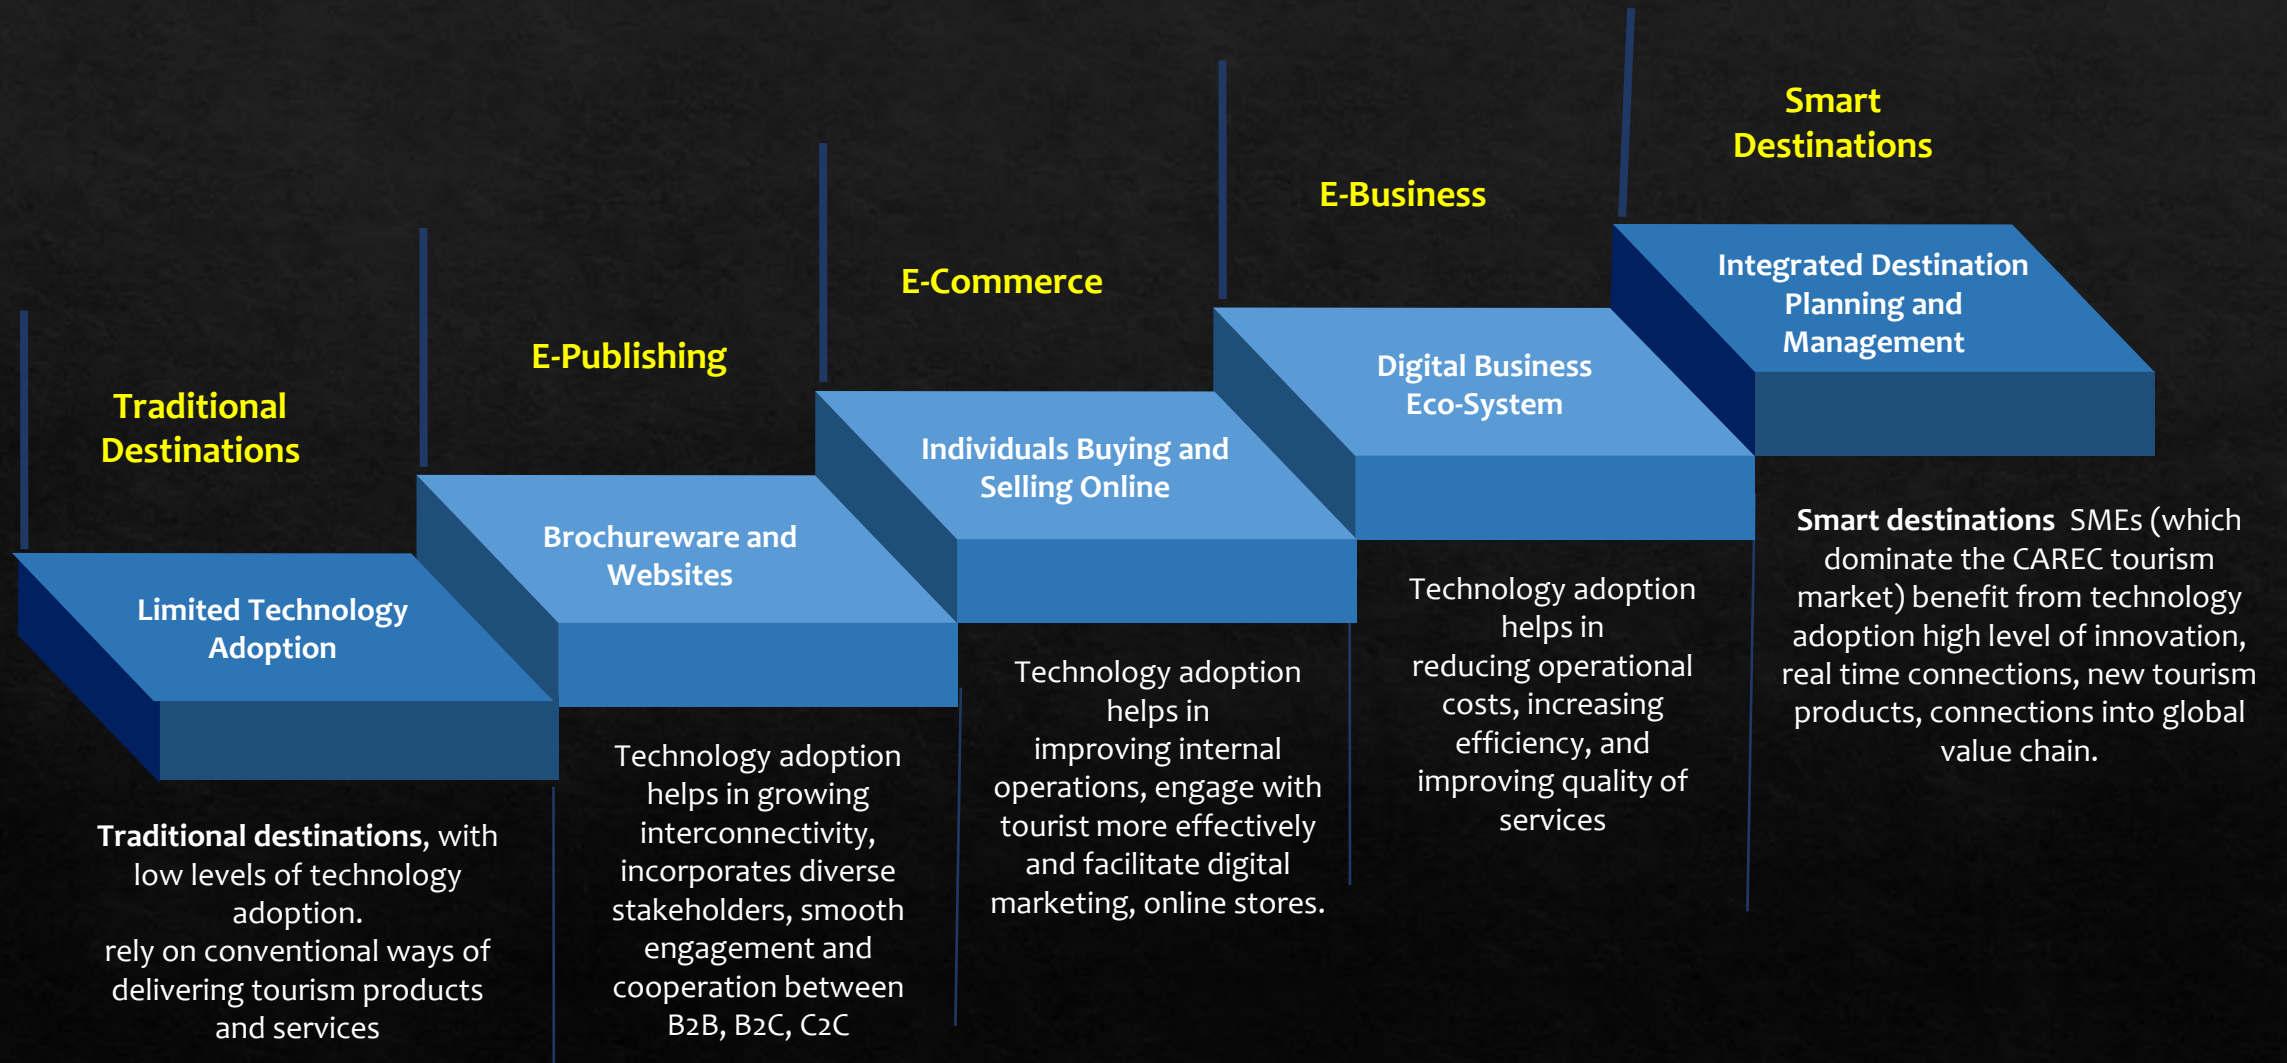 Traditional
Destinations
Limited Technology
Adoption
Traditional destinations, with
low levels of technology
adoption.
rely on conventional ways of
delivering tourism products
and services
E-Publishing
Brochureware and
Websites
Technology adoption
helps in growing
interconnectivity,
incorporates diverse
stakeholders, smooth
engagement and
cooperation between
B2B, B2C, C2C
E-Commerce
Individuals Buying and
Selling Online
Technology adoption
helps in
improving internal
operations, engage with
tourist more effectively
and facilitate digital
marketing, online stores.
E-Business
Digital Business
Eco-System
Technology adoption
helps in
reducing operational
costs, increasing
efficiency, and
improving quality of
services
Smart
Destinations
Integrated Destination
Planning and
Management
Smart destinations SMEs (which
dominate the CAREC tourism
market) benefit from technology
adoption high level of innovation,
real time connections, new tourism
products, connections into global
value chain.